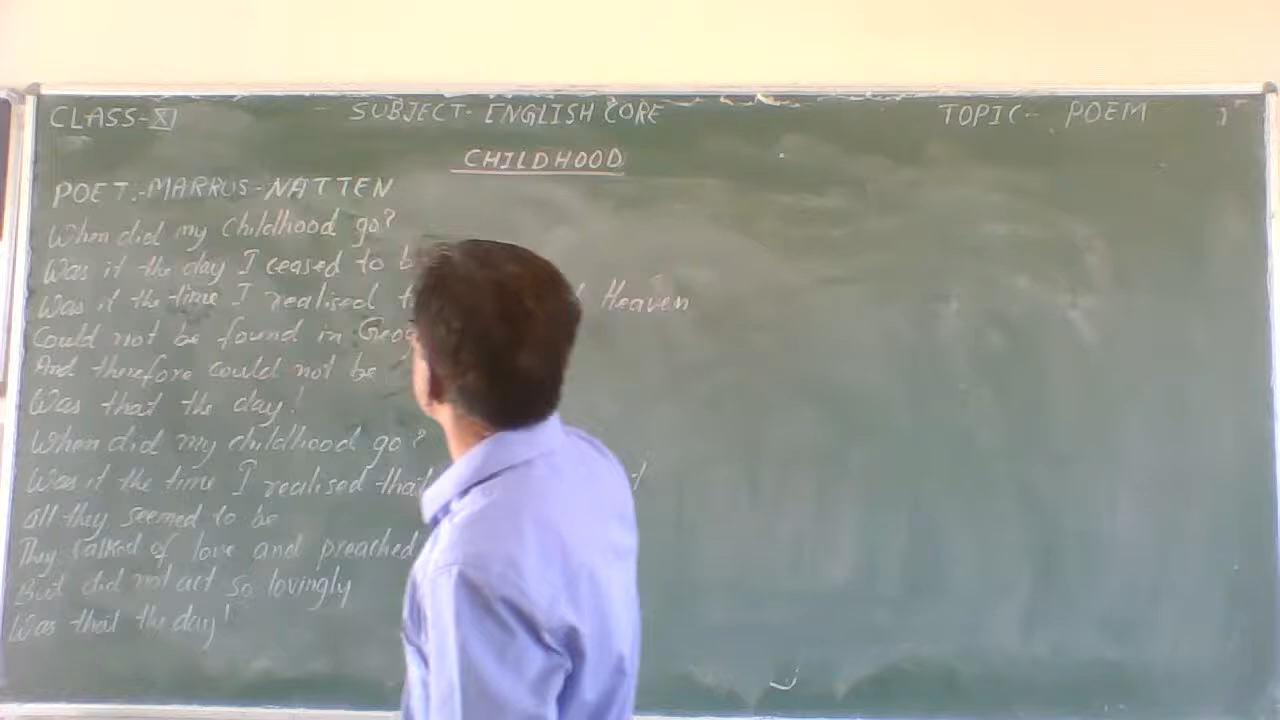 CLASS-XI SUBJECT-ENGLISH CORE TOPIC- POEM
CHILDHOOD
POET:-MARRUS-NATTEN
When did my childhood go?
Was it the day I ceased to
Was it the time I realised Heaven
Could not be found in
And therefore could not be
Was that the day!
When did my childhood go?
Was it the time I realised that
All they seemed to be
They talked of love and preached
But did not act so lovingly
Was that the day!